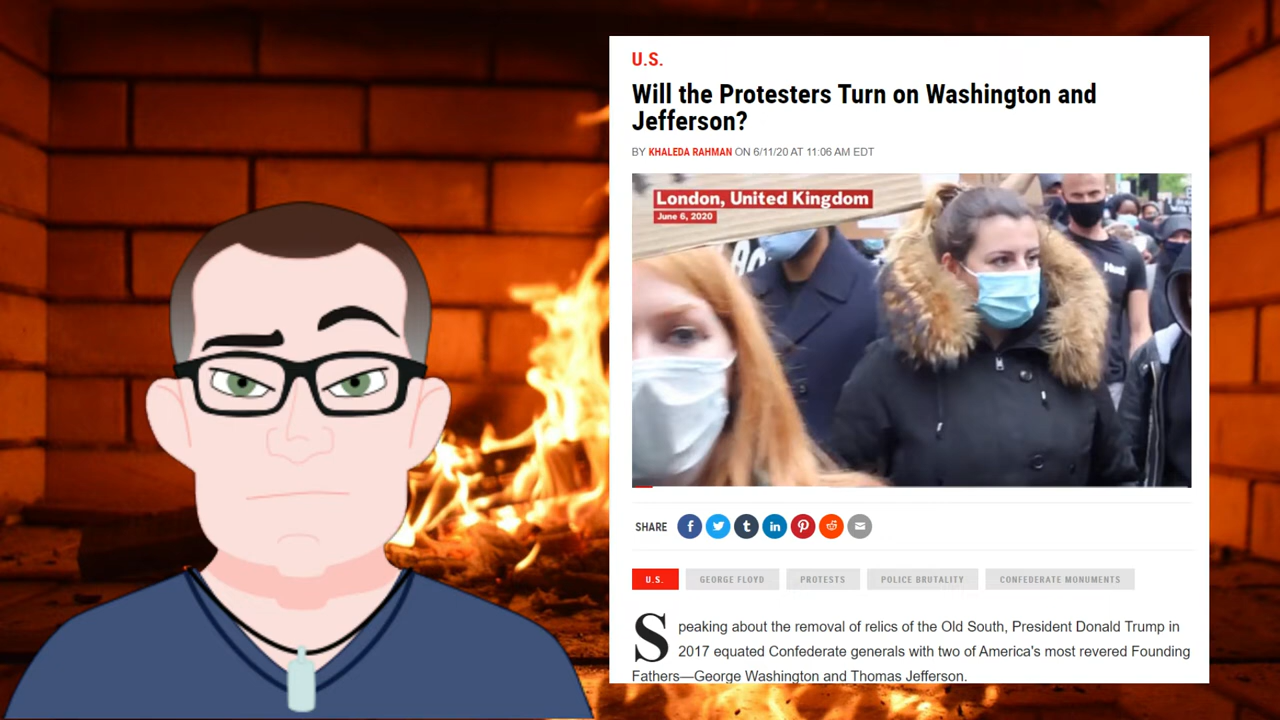 U.S.
Will the Protesters Turn on Washington and
Jefferson?
BY KHALEDA RAHMAN ON 6/11/20 AT 11:06 AM EDT
London, United Kingdom
June 6, 2020
SHARE
U.S. GEORGE FLOYD PROTESTS POLICE BRUTALITY CONFEDERATE MONUMENTS
Speaking about the removal of relics of the Old South, President Donald Trump in
2017 equated Confederate generals with two of America's most revered Founding
Fathers—George Washington and Thomas Jefferson.